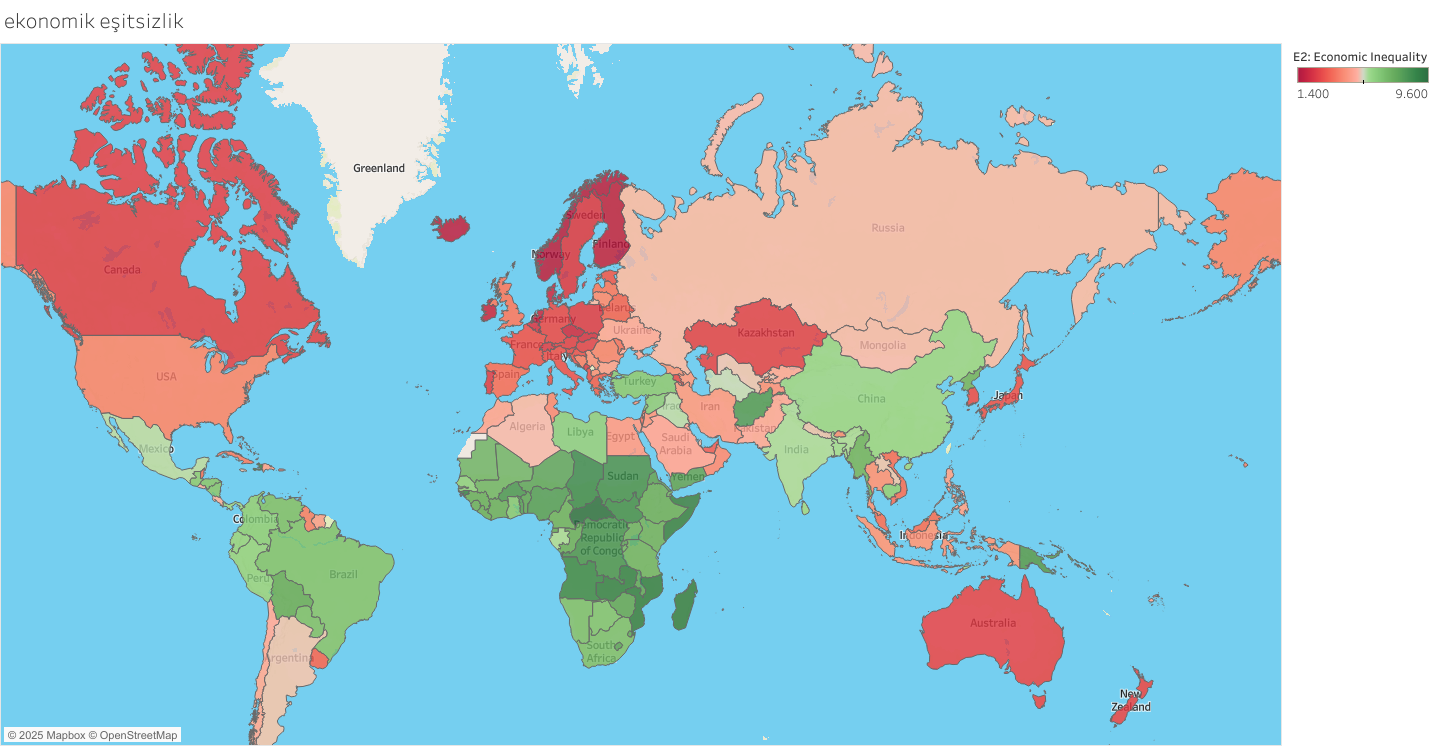 ekonomik eşitsizlik
E2: Economic Inequality
1.400 9.600
Greenland
Sweden
Russia
Finland
Norway
Canada
Belarus
Germany
Ukraine
Kazakhstan
Mongolia
France
Italy
USA
Spain
Turkey
Japan
China
Iraq
Iran
Algeria
Libya
Egypt
Pakistan
Saudi
Arabia
Mexico
India
Sudan
Yemen
Colombia
Democratic
Republic
of Congo
Indonesia
Peru
Brazil
Australia
South
Africa
Argentina
New
Zealand
© 2025 Mapbox © OpenStreetMap